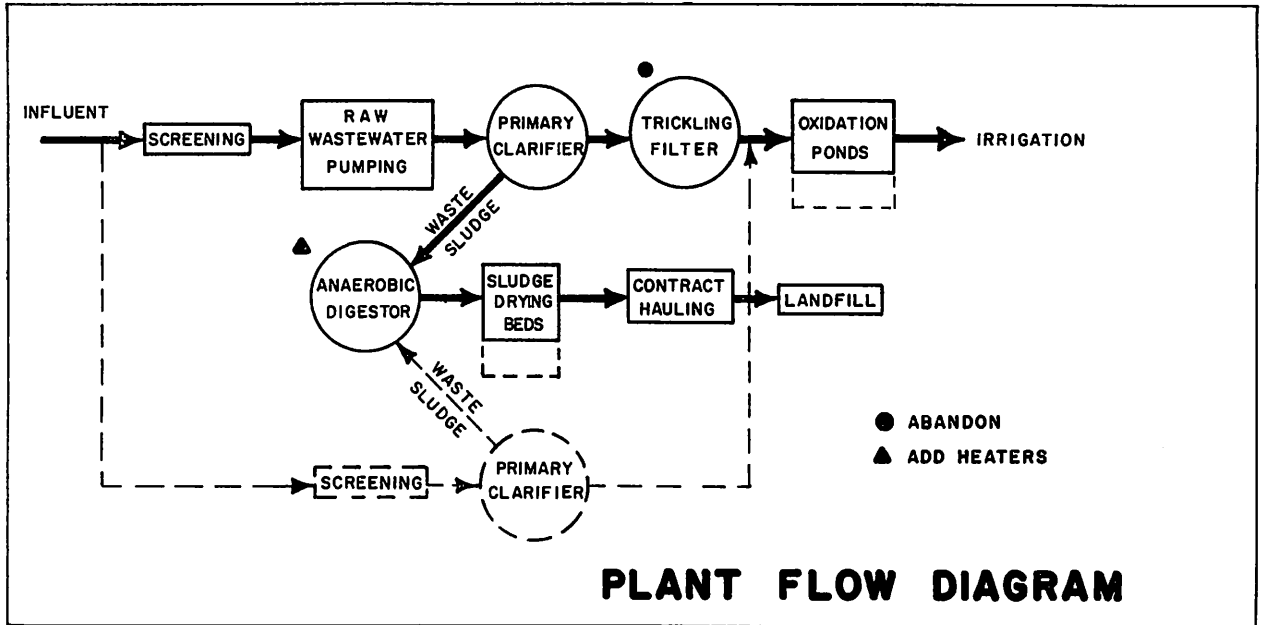 INFLUENT
SCREENING
RAW
WASTEWATER
PUMPING
PRIMARY
CLARIFIER
TRICKLING
FILTER
OXIDATION
PONDS
IRRIGATION
WASTE
SLUDGE
ANAEROBIC
DIGESTOR
SLUDGE
DRYING
BEDS
CONTRACT
HAULING
LANDFILL
WASTE
SLUDGE
SCREENING
PRIMARY
CLARIFIER
ABANDON
ADD HEATERS
PLANT FLOW DIAGRAM